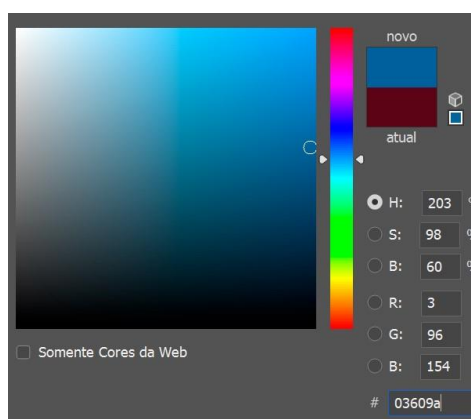 novo
atual
H: 203 °
S: 98 %
B: 60 %
R: 3
G: 96
B: 154
Somente Cores da Web
# 03609a